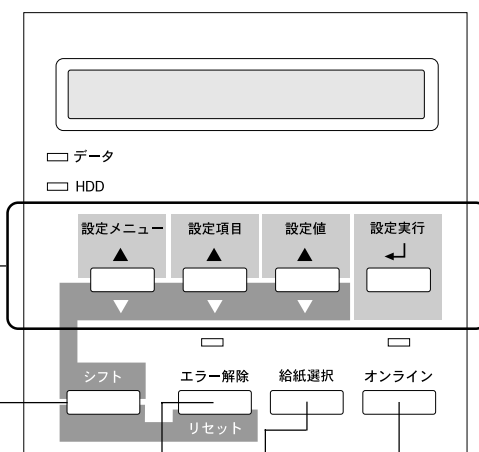 データ
HDD
設定メニュー 設定項目 設定値 設定実行
シフト エラー解除 給紙選択 オンライン
リセット